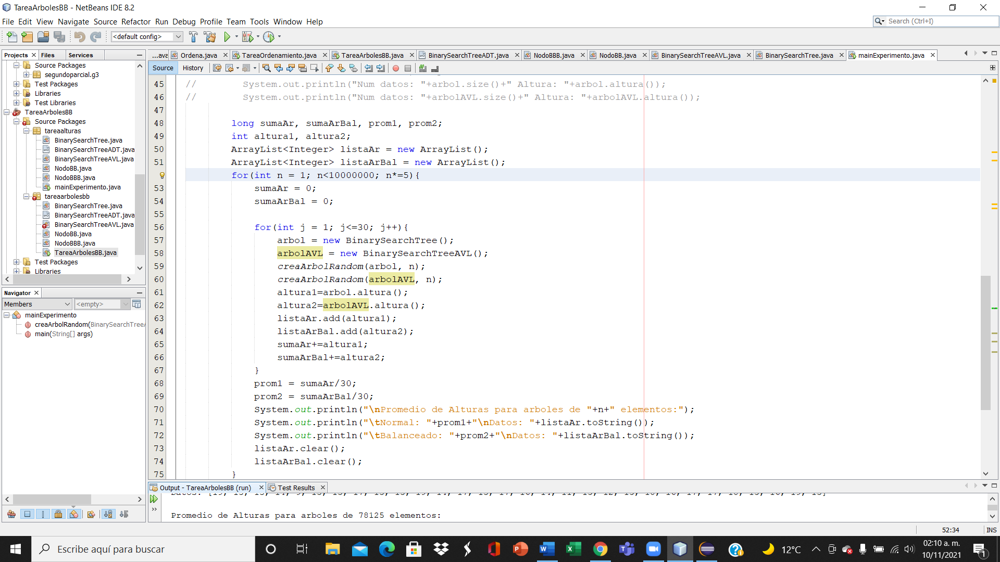 TareaArbolesBB - NetBeans IDE 8.2
File Edit View Navigate Source Refactor Run Debug Profile Team Tools Window Help
Search (Ctrl+I)
<default config>
Projects Files Services
Source Packages
segundoparcial.g3
Test Packages
Libraries
Test Libraries
TareaArbolesBB
Source Packages
tareaalturas
BinarySearchTree.java
BinarySearchTreeADT.java
BinarySearchTreeAVL.java
NodoBB.java
NodoBBB.java
mainExperimento.java
tareaarbolesbb
BinarySearchTree.java
BinarySearchTreeADT.java
BinarySearchTreeAVL.java
NodoBB.java
NodoBBB.java
TareaArbolesBB.java
Test Packages
Libraries
Navigator
Members <empty>
mainExperimento
creaArbolRandom(BinarySearchTreeA
main(String[] args)
...ava Ordena.java TareaOrdenamiento.java TareaArbolesBB.java BinarySearchTreeADT.java NodoBBB.java NodoBB.java BinarySearchTreeAVL.java BinarySearchTree.java mainExperimento.java
Source History
45 // System.out.println("Num datos: "+arbol.size()+" Altura: "+arbol.altura());
46 // System.out.println("Num datos: "+arbolAVL.size()+" Altura: "+arbolAVL.altura());
47
48 long sumaAr, sumaArBal, prom1, prom2;
49 int altura1, altura2;
50 ArrayList<Integer> listaAr = new ArrayList();
51 ArrayList<Integer> listaArBal = new ArrayList();
for(int n = 1; n<10000000; n*=5){
53 sumaAr = 0;
54 sumaArBal = 0;
55
56 for(int j = 1; j<=30; j++){
57 arbol = new BinarySearchTree();
58 arbolAVL = new BinarySearchTreeAVL();
59 creaArbolRandom(arbol, n);
60 creaArbolRandom(arbolAVL, n);
61 altura1=arbol.altura();
62 altura2=arbolAVL.altura();
63 listaAr.add(altura1);
64 listaArBal.add(altura2);
65 sumaAr+=altura1;
66 sumaArBal+=altura2;
67 }
68 prom1 = sumaAr/30;
69 prom2 = sumaArBal/30;
70 System.out.println("\nPromedio de Alturas para arboles de "+n+" elementos:");
71 System.out.println("\tNormal: "+prom1+"\nDatos: "+listaAr.toString());
72 System.out.println("\tBalanceado: "+prom2+"\nDatos: "+listaArBal.toString());
73 listaAr.clear();
74 listaArBal.clear();
75 }
Output - TareaArbolesBB (run) Test Results
Promedio de Alturas para arboles de 78125 elementos:
52:34 INS
Escribe aquí para buscar
12°C
02:10 a. m.
10/11/2021
1